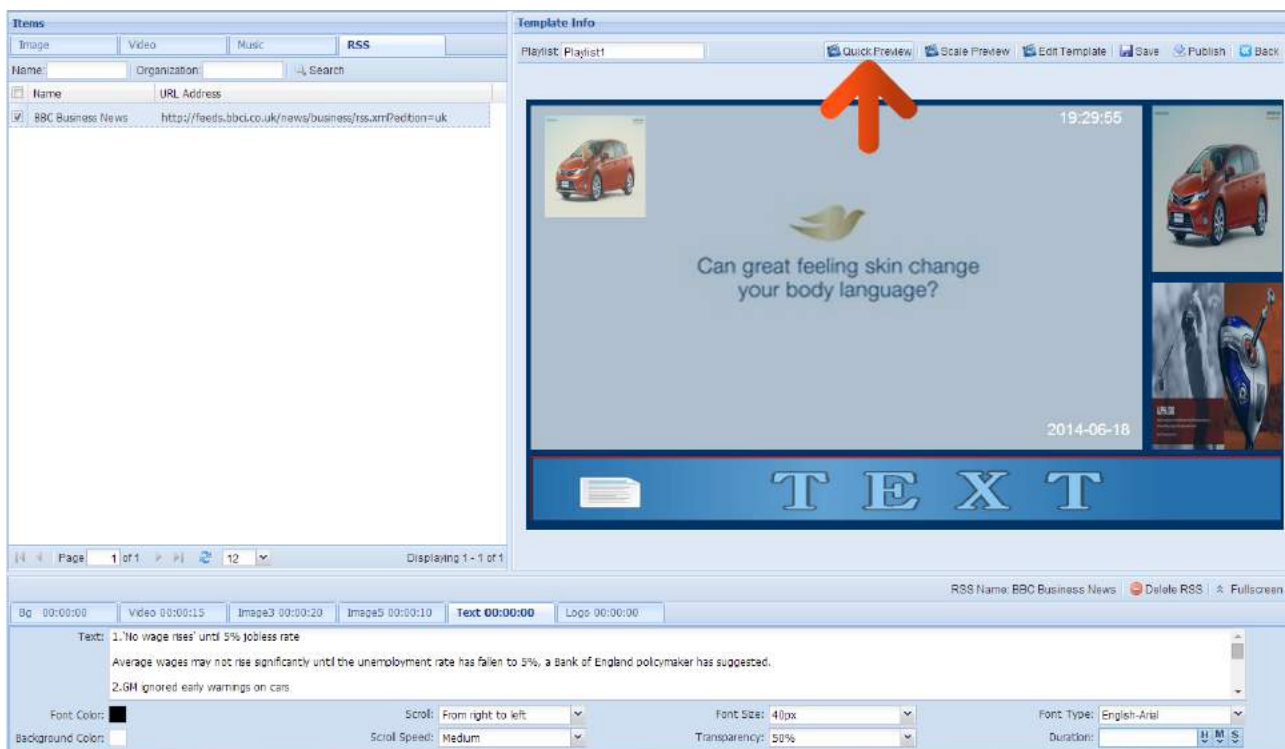 Items
Image Video Music RSS
Name: Organization: Search
Name URL Address
BBC Business News http://feeds.bbci.co.uk/news/business/rss.xml?edition=uk
Page 1 of 1 12 Displaying 1 - 1 of 1
Template Info
Playlist: Playlist1 Quick Preview Scale Preview Edit Template Save Publish Back
19:29:55
Can great feeling skin change
your body language?
2014-06-18
TEXT
RSS Name: BBC Business News Delete RSS Fullscreen
Bg 00:00:00 Video 00:00:15 Image3 00:00:20 Image5 00:00:10 Text 00:00:00 Logo 00:00:00
Text: 1.'No wage rises' until 5% jobless rate
Average wages may not rise significantly until the unemployment rate has fallen to 5%, a Bank of England policymaker has suggested.
2.GM ignored early warnings on cars
Font Color: Scroll: From right to left Font Size: 40px Font Type: English-Arial
Background Color: Scroll Speed: Medium Transparency: 50% Duration: H M S